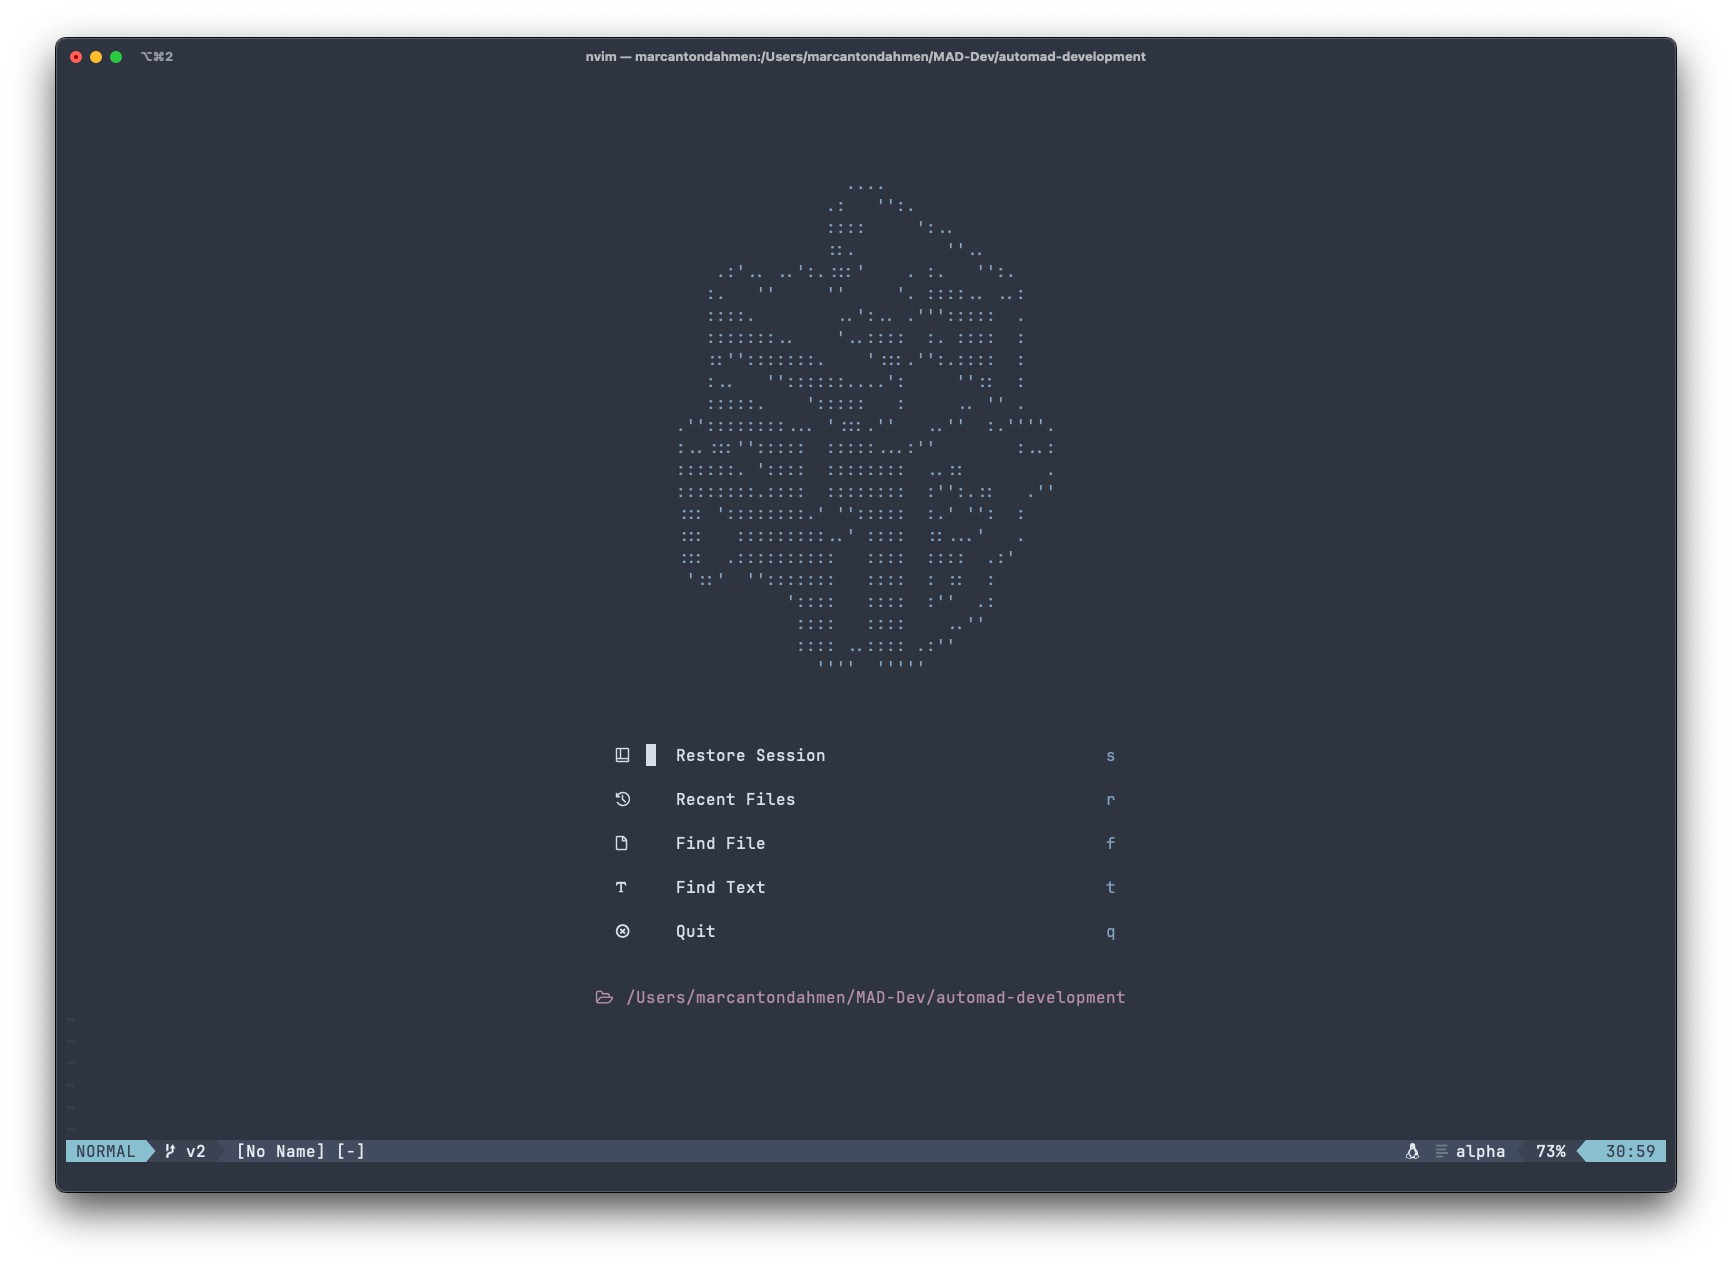 ⌥⌘2
nvim — marcantondahmen:/Users/marcantondahmen/MAD-Dev/automad-development
Restore Session s
Recent Files r
Find File f
Find Text t
Quit q
/Users/marcantondahmen/MAD-Dev/automad-development
~
~
~
~
~
~
NORMAL v2 [No Name] [-] alpha 73% 30:59